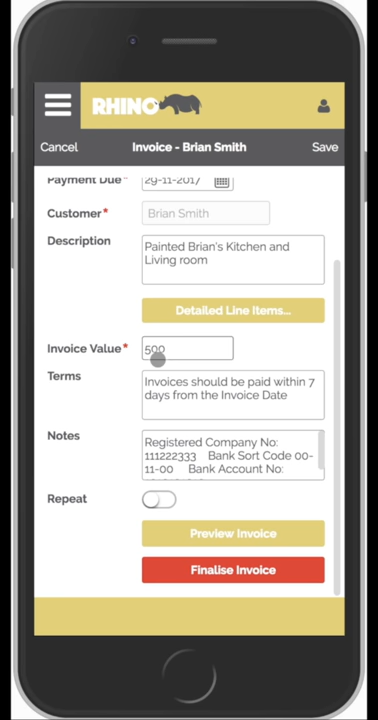 RHINO
Cancel Invoice - Brian Smith Save
Payment Due* 29-11-2017
Customer* Brian Smith
Description Painted Brian's Kitchen and
Living room
Detailed Line Items...
Invoice Value* 500
Terms Invoices should be paid within 7
days from the Invoice Date
Notes Registered Company No:
111222333 Bank Sort Code 00-
11-00 Bank Account No:
Repeat
Preview Invoice
Finalise Invoice